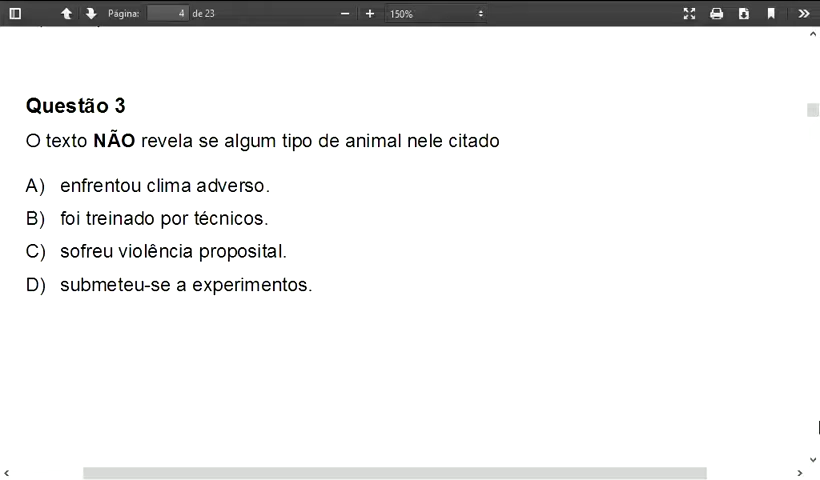 Página: 4 de 23 150%
Questão 3
O texto NÃO revela se algum tipo de animal nele citado
A) enfrentou clima adverso.
B) foi treinado por técnicos.
C) sofreu violência proposital.
D) submeteu-se a experimentos.